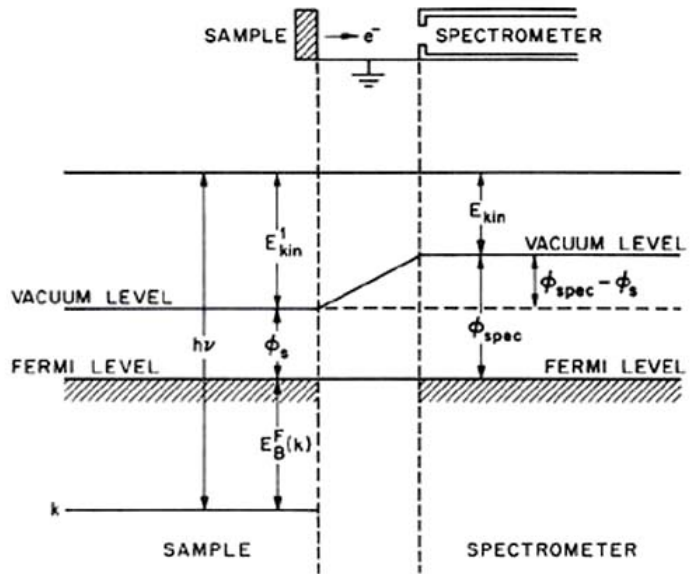 SAMPLE
e⁻
SPECTROMETER
E¹kin
Ekin
VACUUM LEVEL
ϕspec − ϕs
VACUUM LEVEL
hν
ϕs
ϕspec
FERMI LEVEL
FERMI LEVEL
E_B^F(k)
k
SAMPLE
SPECTROMETER